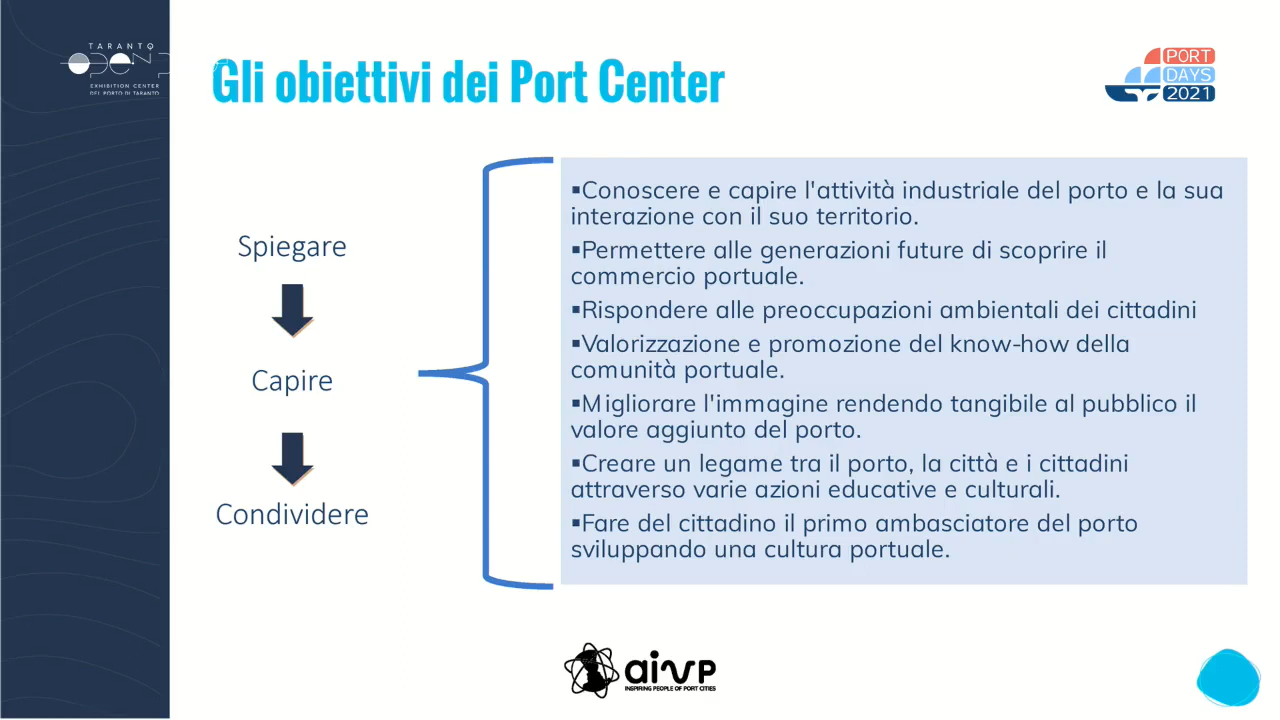 TARANTO
OPEN P
EXHIBITION CENTER
DEL PORTO DI TARANTO
Gli obiettivi dei Port Center
PORT
DAYS
2021
Spiegare
Capire
Condividere
▪Conoscere e capire l'attività industriale del porto e la sua
interazione con il suo territorio.
▪Permettere alle generazioni future di scoprire il
commercio portuale.
▪Rispondere alle preoccupazioni ambientali dei cittadini
▪Valorizzazione e promozione del know-how della
comunità portuale.
▪Migliorare l'immagine rendendo tangibile al pubblico il
valore aggiunto del porto.
▪Creare un legame tra il porto, la città e i cittadini
attraverso varie azioni educative e culturali.
▪Fare del cittadino il primo ambasciatore del porto
sviluppando una cultura portuale.
aivp
INSPIRING PEOPLE OF PORT CITIES